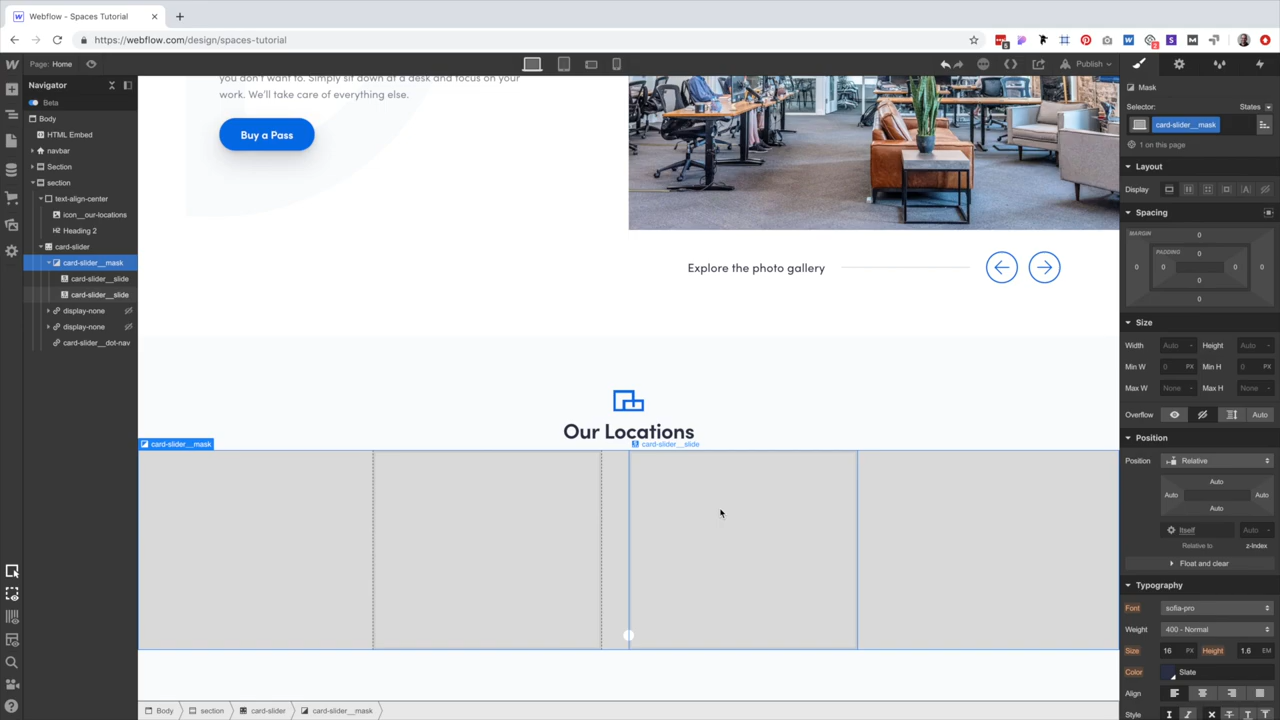 Webflow - Spaces Tutorial
https://webflow.com/design/spaces-tutorial
Page: Home
Publish
Navigator
Beta
Body
HTML Embed
navbar
Section
section
text-align-center
icon__our-locations
H2 Heading 2
card-slider
card-slider__mask
card-slider__slide
card-slider__slide
display-none
display-none
card-slider__dot-nav
you don't want to. Simply sit down at a desk and focus on your
work. We'll take care of everything else.
Buy a Pass
Explore the photo gallery
Our Locations
card-slider__mask
card-slider__slide
Body
section
card-slider
card-slider__mask
Mask
Selector:
States
card-slider__mask
1 on this page
Layout
Display
Spacing
MARGIN
0
PADDING
0
0
0
0
0
0
0
Size
Width Auto - Height Auto -
Min W 0 PX Min H 0 PX
Max W None - Max H None -
Overflow Auto
Position
Position Relative
Auto
Auto Auto
Auto
Itself Auto
Relative to z-Index
Float and clear
Typography
Font sofia-pro
Weight 400 - Normal
Size 16 PX Height 1.6 EM
Color Slate
Align
Style